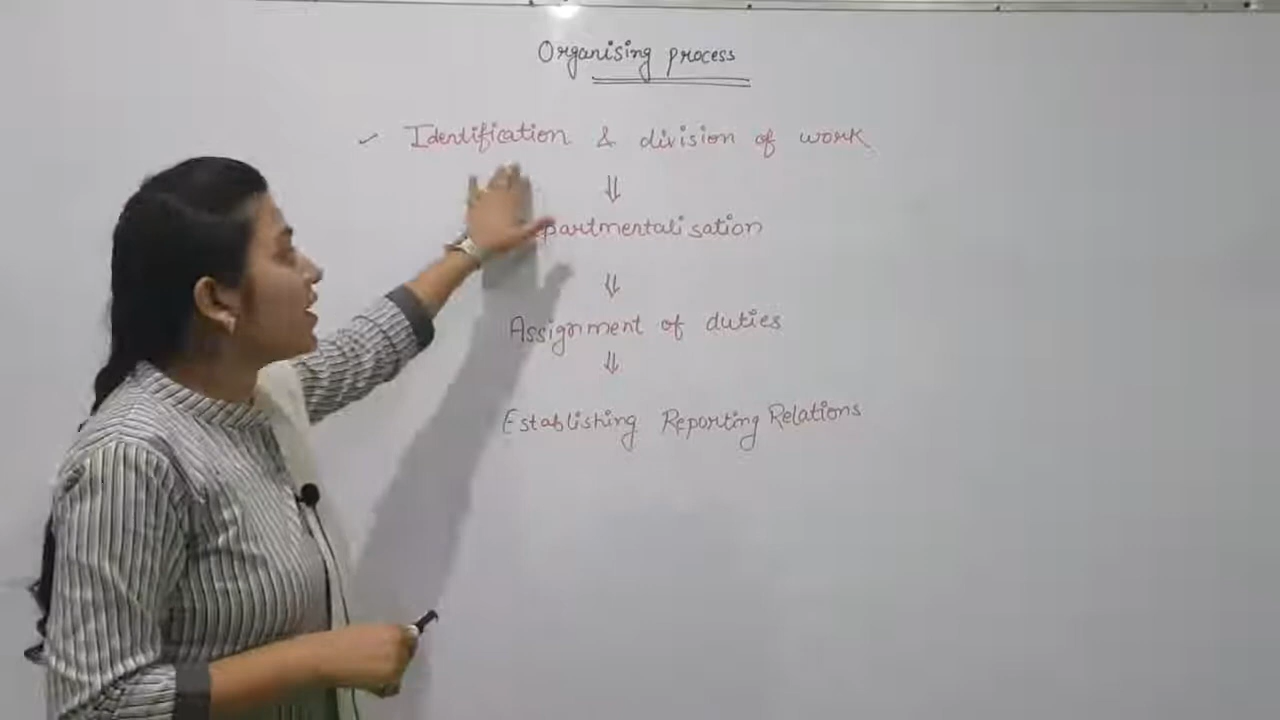 Organising process
✓ Identification & division of work
⇓
partmentalisation
⇓
Assignment of duties
⇓
Establishing Reporting Relations